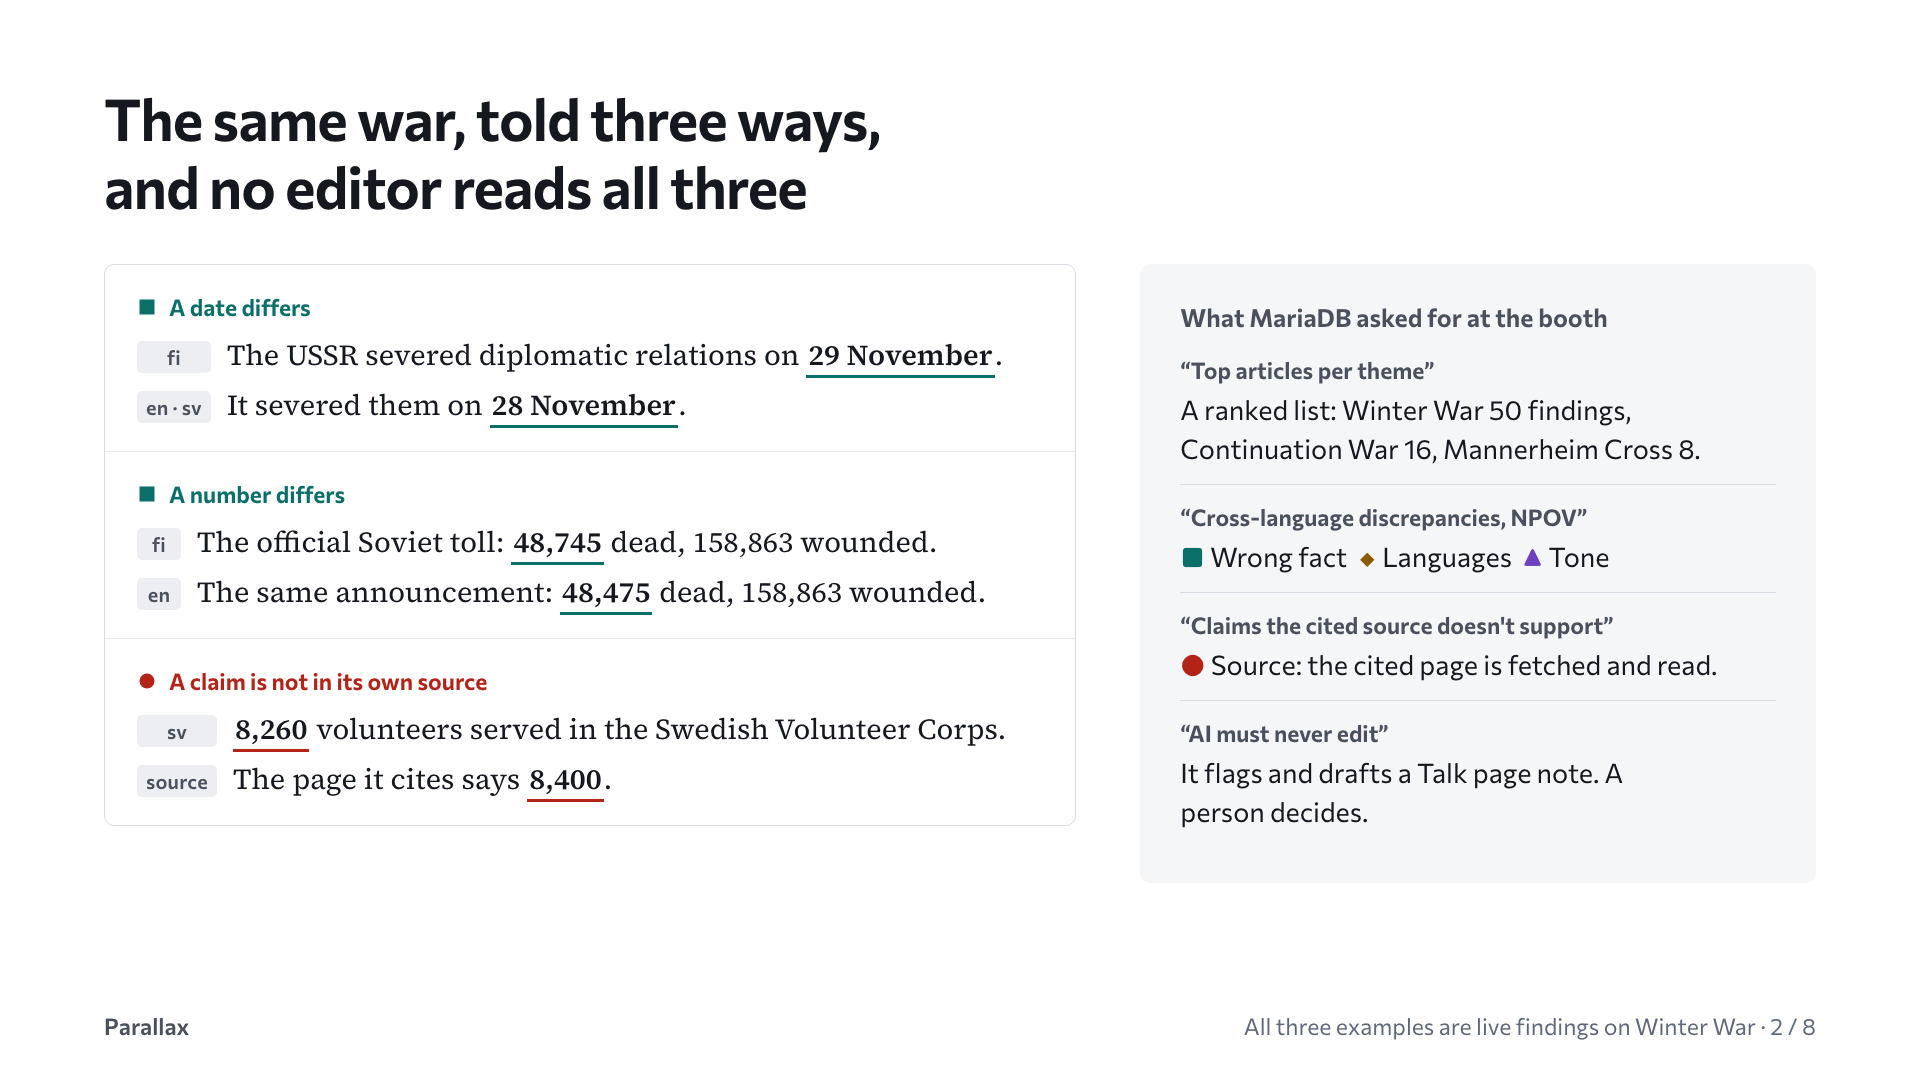 The same war, told three ways,
and no editor reads all three
A date differs
fi The USSR severed diplomatic relations on 29 November.
en · sv It severed them on 28 November.
A number differs
fi The official Soviet toll: 48,745 dead, 158,863 wounded.
en The same announcement: 48,475 dead, 158,863 wounded.
A claim is not in its own source
sv 8,260 volunteers served in the Swedish Volunteer Corps.
source The page it cites says 8,400.
What MariaDB asked for at the booth
“Top articles per theme”
A ranked list: Winter War 50 findings,
Continuation War 16, Mannerheim Cross 8.
“Cross-language discrepancies, NPOV”
Wrong fact Languages Tone
“Claims the cited source doesn't support”
Source: the cited page is fetched and read.
“AI must never edit”
It flags and drafts a Talk page note. A
person decides.
Parallax
All three examples are live findings on Winter War · 2 / 8